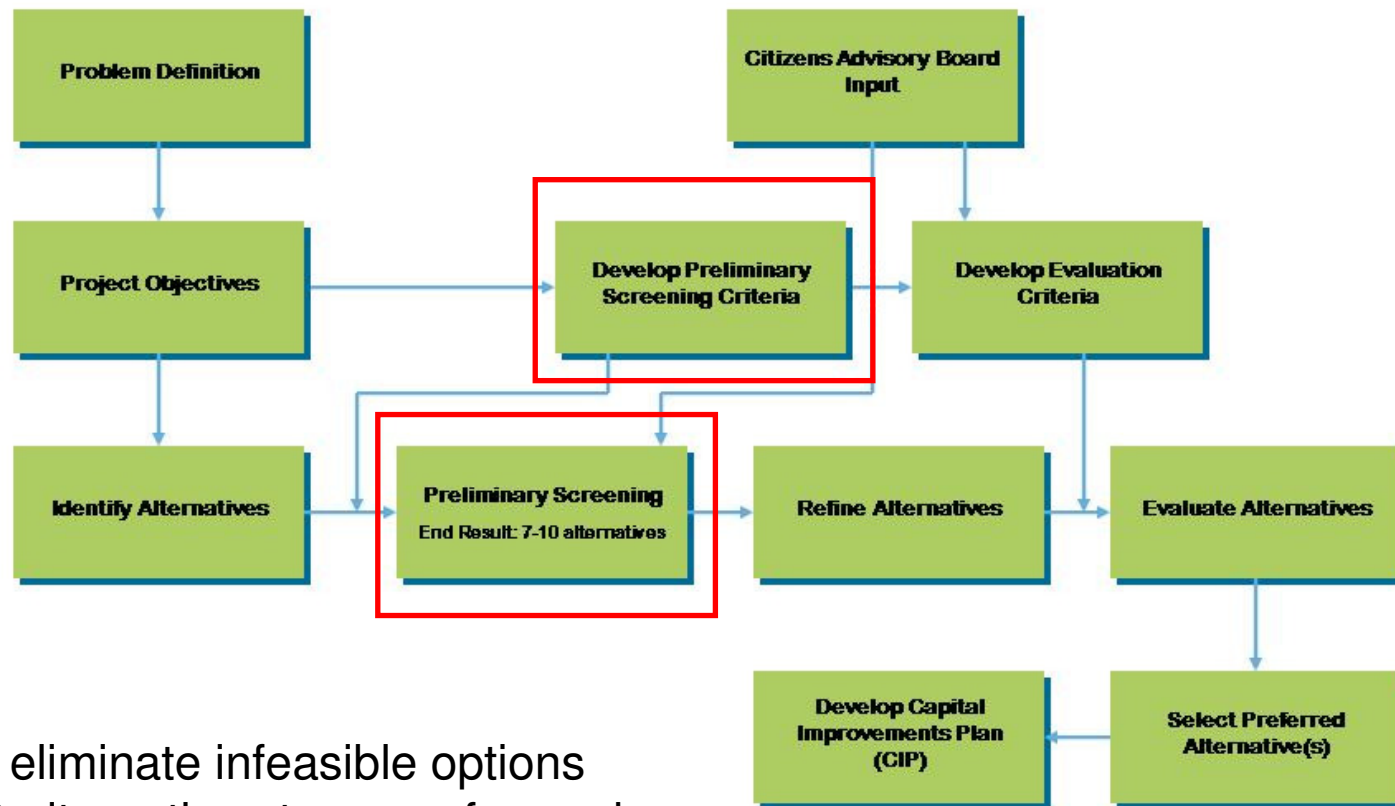 Problem Definition
Citizens Advisory Board
Input
Project Objectives
Develop Preliminary
Screening Criteria
Develop Evaluation
Criteria
Identify Alternatives
Preliminary Screening
End Result: 7-10 alternatives
Refine Alternatives
Evaluate Alternatives
Develop Capital
Improvements Plan
(CIP)
Select Preferred
Alternative(s)
eliminate infeasible options